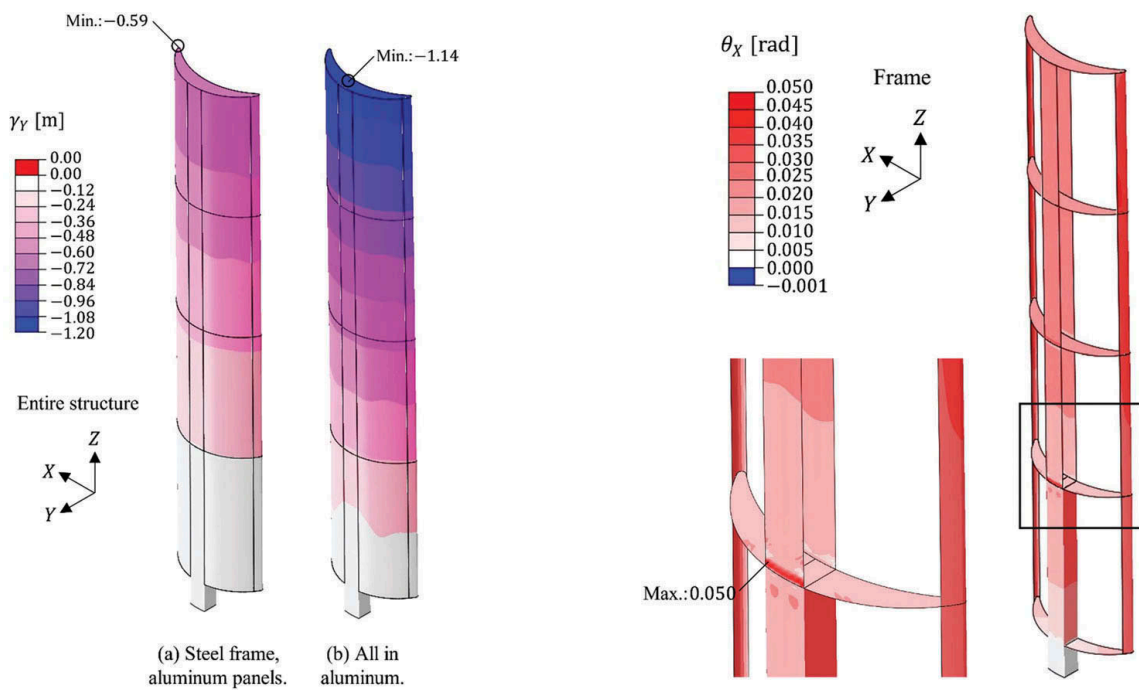 Min.:−0.59
Min.:−1.14
γ_Y [m]
0.00
0.00
−0.12
−0.24
−0.36
−0.48
−0.60
−0.72
−0.84
−0.96
−1.08
−1.20
Entire structure
Z
X
Y
(a) Steel frame,
aluminum panels.
(b) All in
aluminum.
θ_X [rad]
0.050
0.045
0.040
0.035
0.030
0.025
0.020
0.015
0.010
0.005
0.000
−0.001
Frame
Z
X
Y
Max.:0.050